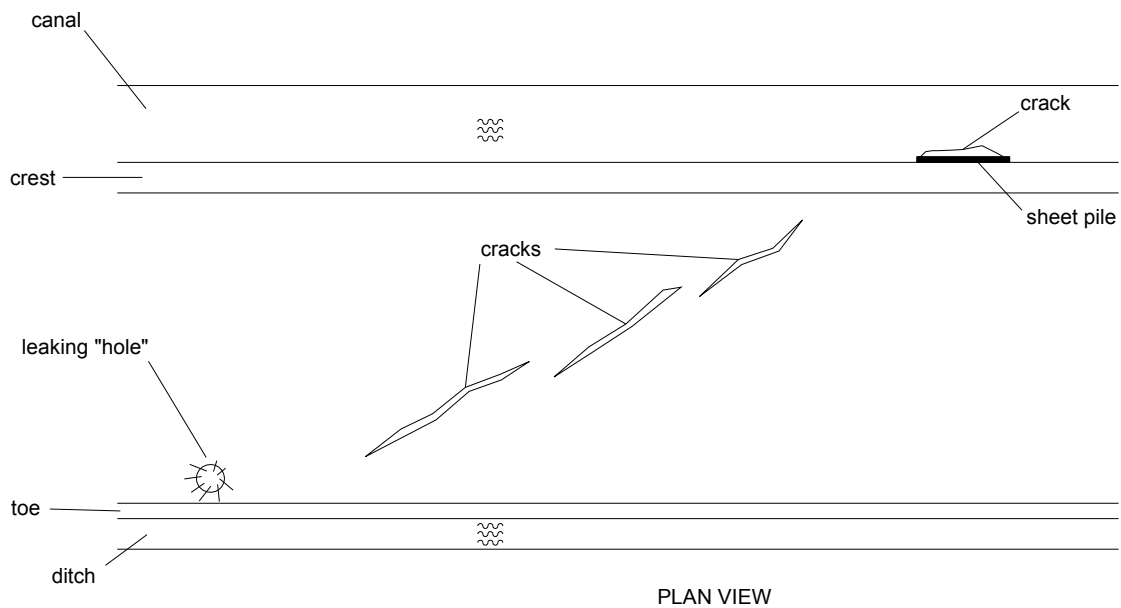 canal
crack
crest
sheet pile
cracks
leaking "hole"
toe
ditch
PLAN VIEW